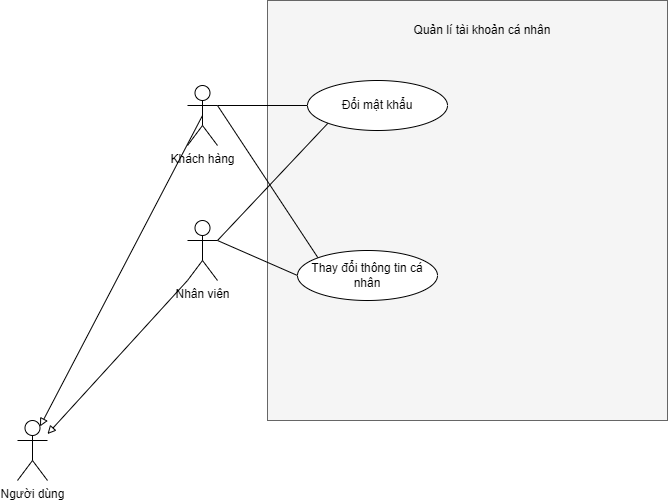 Quản lí tài khoản cá nhân
Đổi mật khẩu
Khách hàng
Thay đổi thông tin cá
nhân
Nhân viên
Người dùng